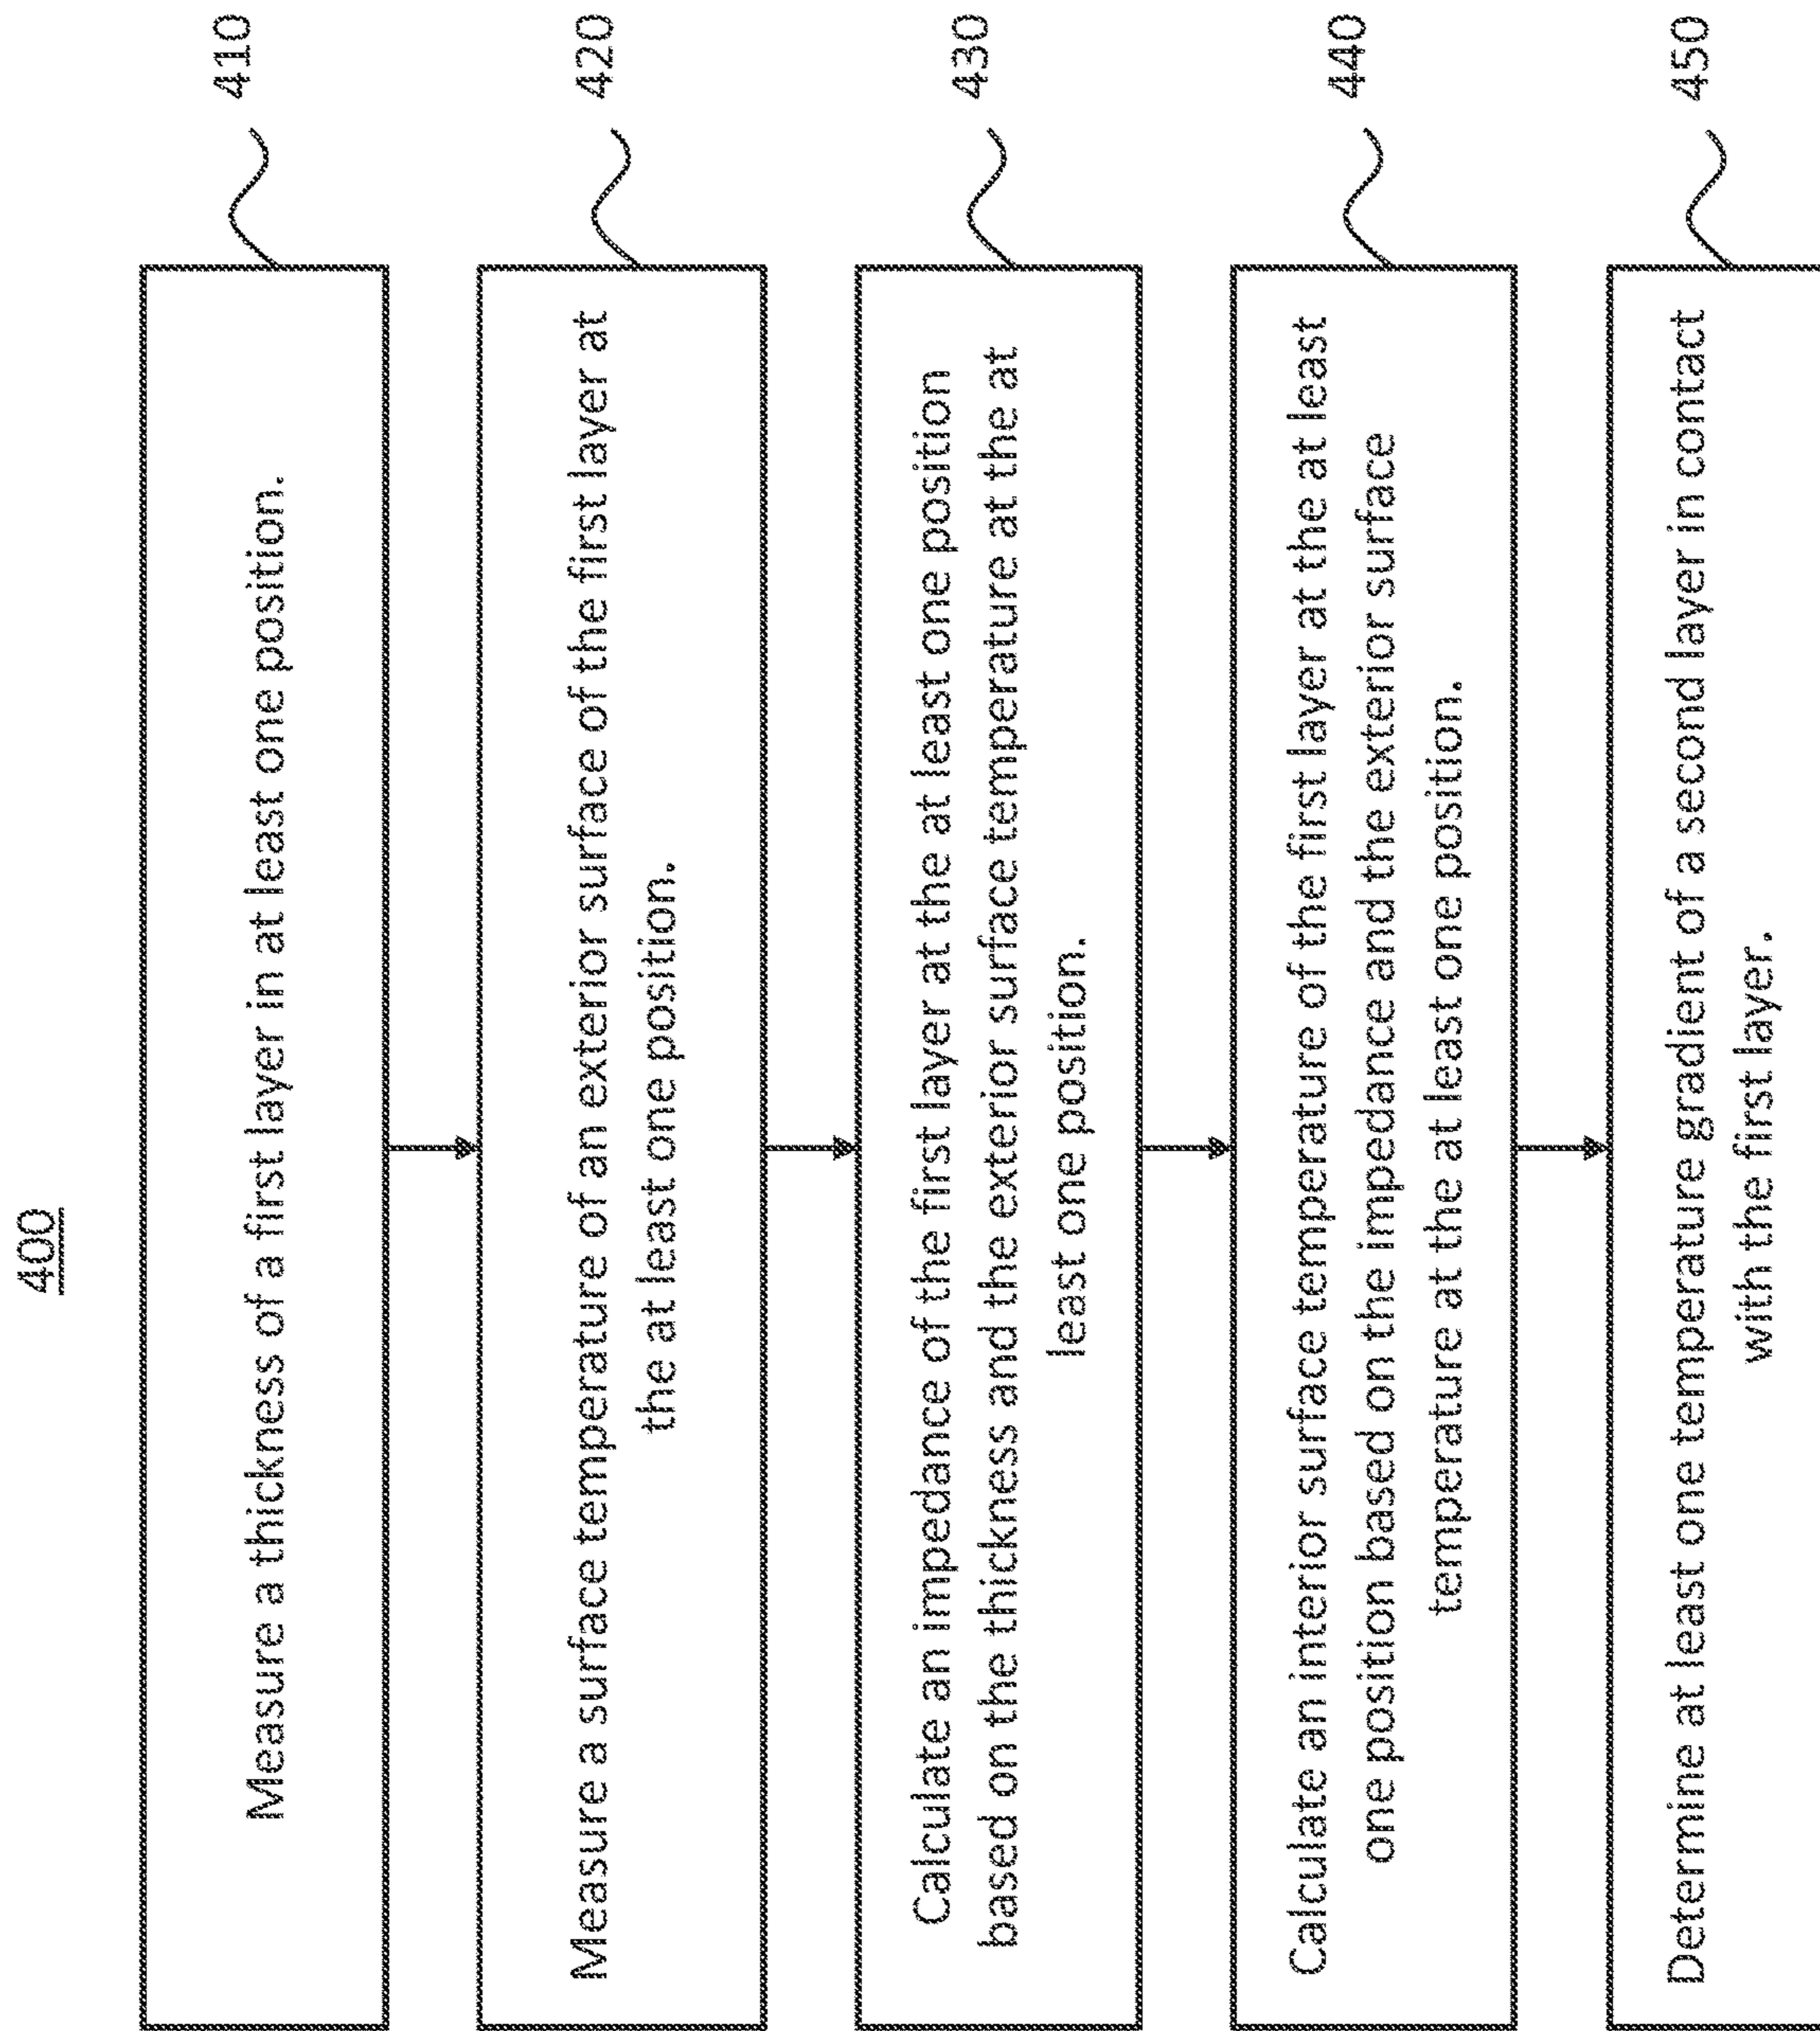 400
Measure a thickness of a first layer in at least one position.
410
Measure a surface temperature of an exterior surface of the first layer at
the at least one position.
420
Calculate an impedance of the first layer at the at least one position
based on the thickness and the exterior surface temperature at the at
least one position.
430
Calculate an interior surface temperature of the first layer at the at least
one position based on the impedance and the exterior surface
temperature at the at least one position.
440
Determine at least one temperature gradient of a second layer in contact
with the first layer.
450